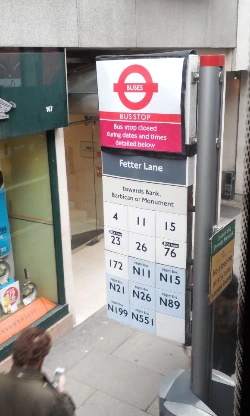 167
BUSES
BUS STOP
Bus stop closed
during dates and times
detailed below
Fetter Lane
towards Bank,
Barbican or Monument
4 11 15
23 26 76
172 N11 N15
N21 N26 N89
N199 N551